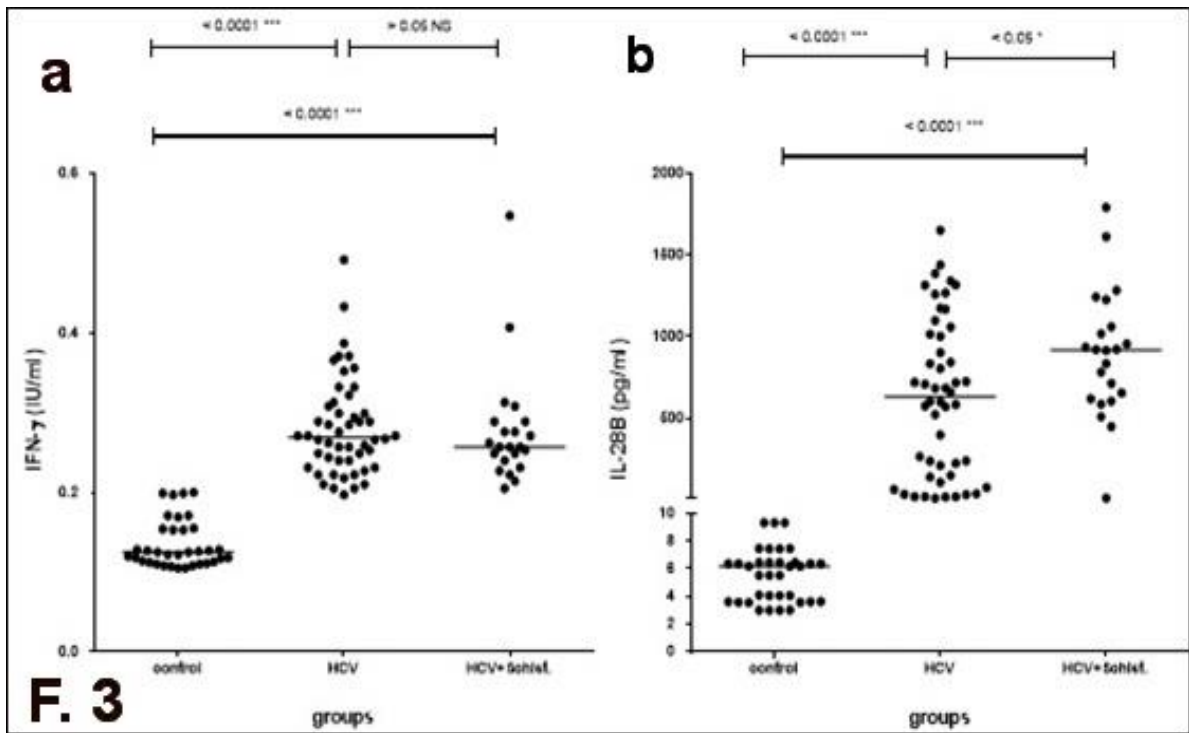 a
< 0.0001 ***
> 0.05 NS
< 0.0001 ***
0.6
0.4
0.2
0.0
IFN-γ (IU/ml)
control
HCV
HCV+Schist.
groups
b
< 0.0001 ***
< 0.05 *
< 0.0001 ***
2000
1500
1000
500
10
8
6
4
2
0
IL-28B (pg/ml)
control
HCV
HCV+Schist.
groups
F. 3